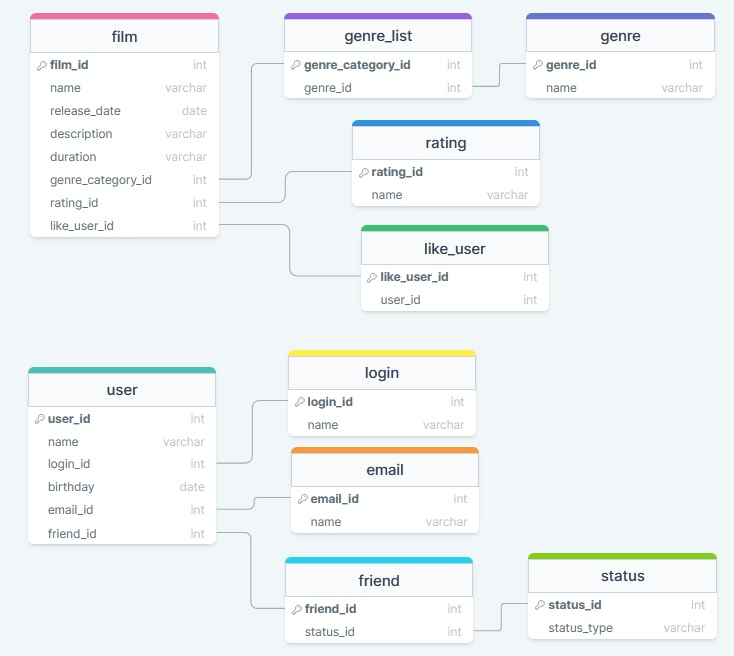 film
film_id int
name varchar
release_date date
description varchar
duration varchar
genre_category_id int
rating_id int
like_user_id int
genre_list
genre_category_id int
genre_id int
genre
genre_id int
name varchar
rating
rating_id int
name varchar
like_user
like_user_id int
user_id int
user
user_id int
name varchar
login_id int
birthday date
email_id int
friend_id int
login
login_id int
name varchar
email
email_id int
name varchar
friend
friend_id int
status_id int
status
status_id int
status_type varchar